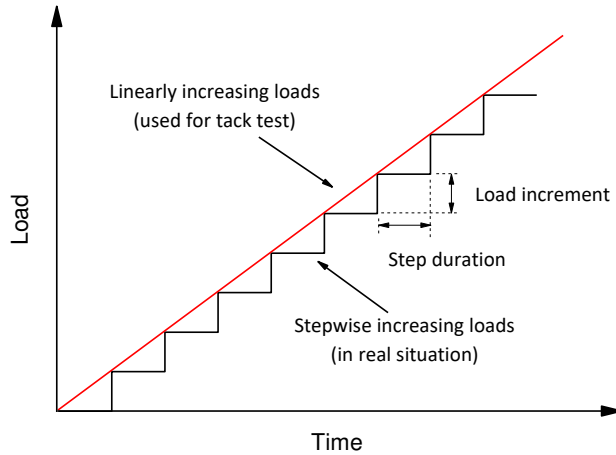 Linearly increasing loads
(used for tack test)
Load increment
Load
Step duration
Stepwise increasing loads
(in real situation)
Time